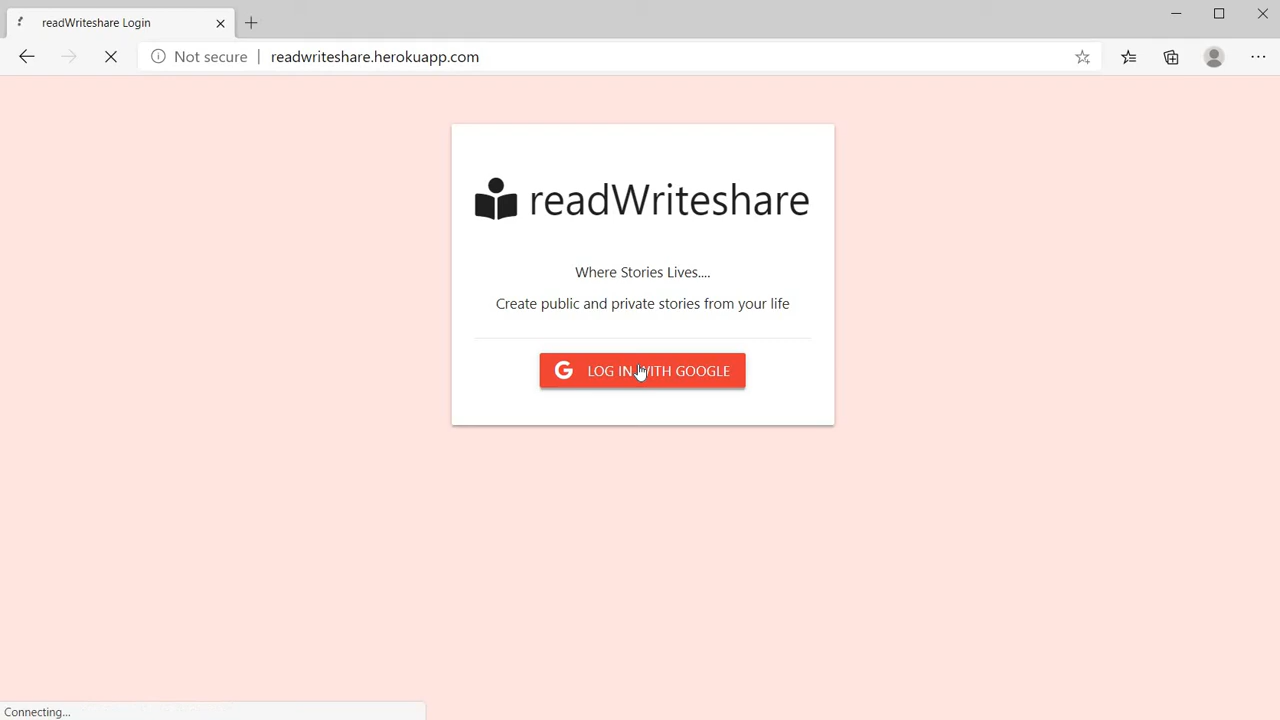 readWriteshare Login
Not secure | readwriteshare.herokuapp.com
readWriteshare
Where Stories Lives....
Create public and private stories from your life
G LOG IN WITH GOOGLE
Connecting...